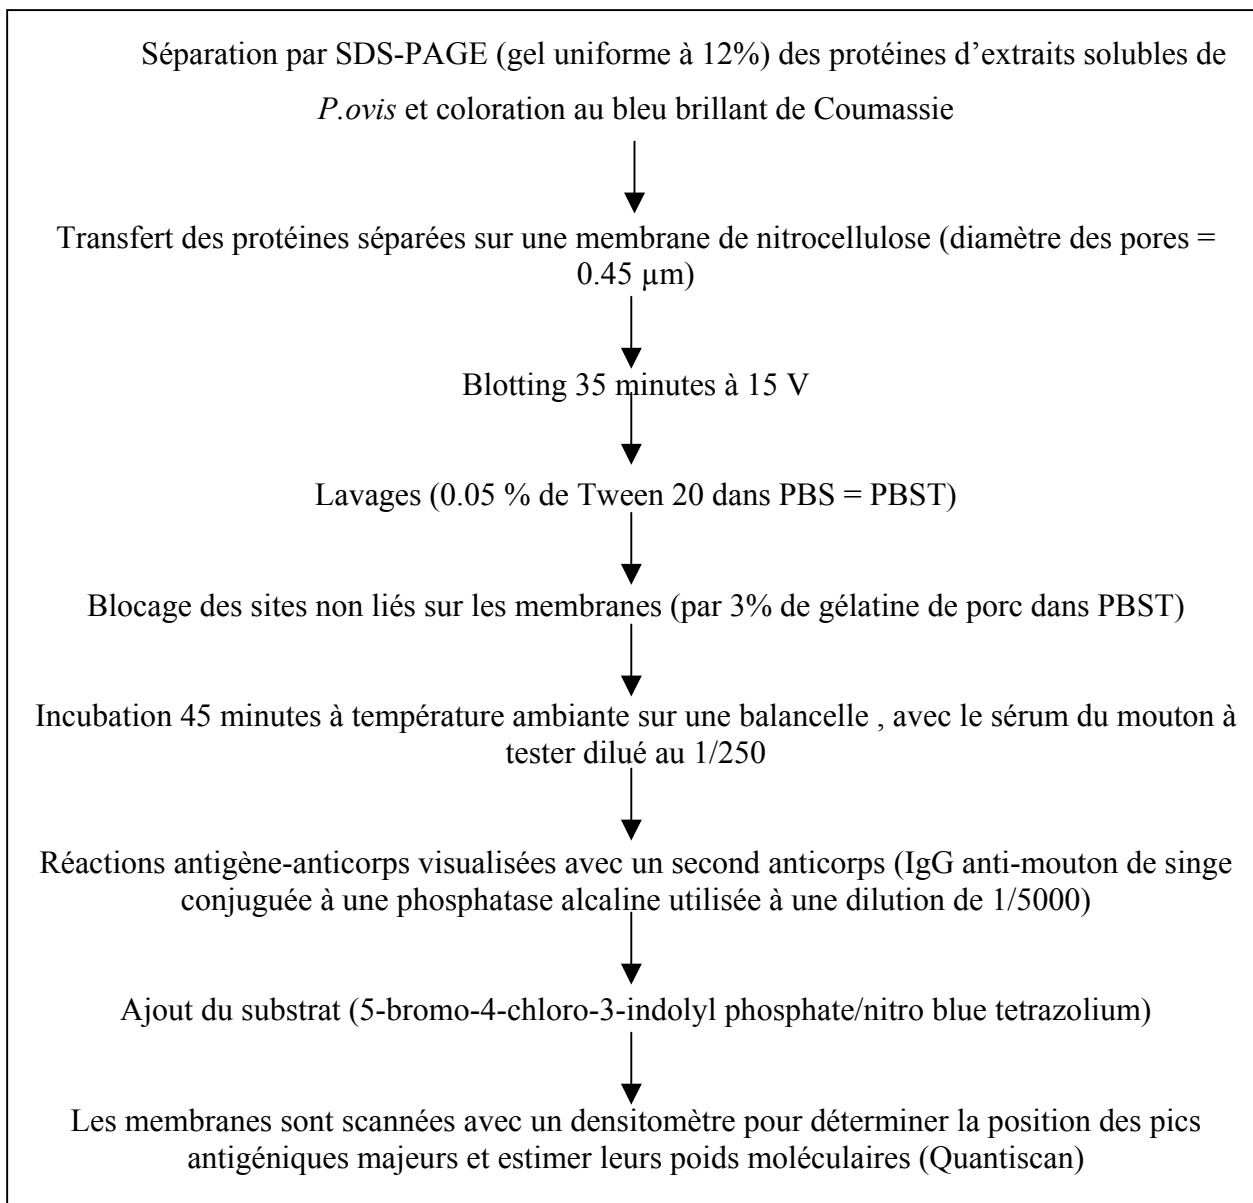 Séparation par SDS-PAGE (gel uniforme à 12%) des protéines d’extraits solubles de
P.ovis et coloration au bleu brillant de Coumassie
Transfert des protéines séparées sur une membrane de nitrocellulose (diamètre des pores =
0.45 µm)
Blotting 35 minutes à 15 V
Lavages (0.05 % de Tween 20 dans PBS = PBST)
Blocage des sites non liés sur les membranes (par 3% de gélatine de porc dans PBST)
Incubation 45 minutes à température ambiante sur une balancelle , avec le sérum du mouton à
tester dilué au 1/250
Réactions antigène-anticorps visualisées avec un second anticorps (IgG anti-mouton de singe
conjuguée à une phosphatase alcaline utilisée à une dilution de 1/5000)
Ajout du substrat (5-bromo-4-chloro-3-indolyl phosphate/nitro blue tetrazolium)
Les membranes sont scannées avec un densitomètre pour déterminer la position des pics
antigéniques majeurs et estimer leurs poids moléculaires (Quantiscan)